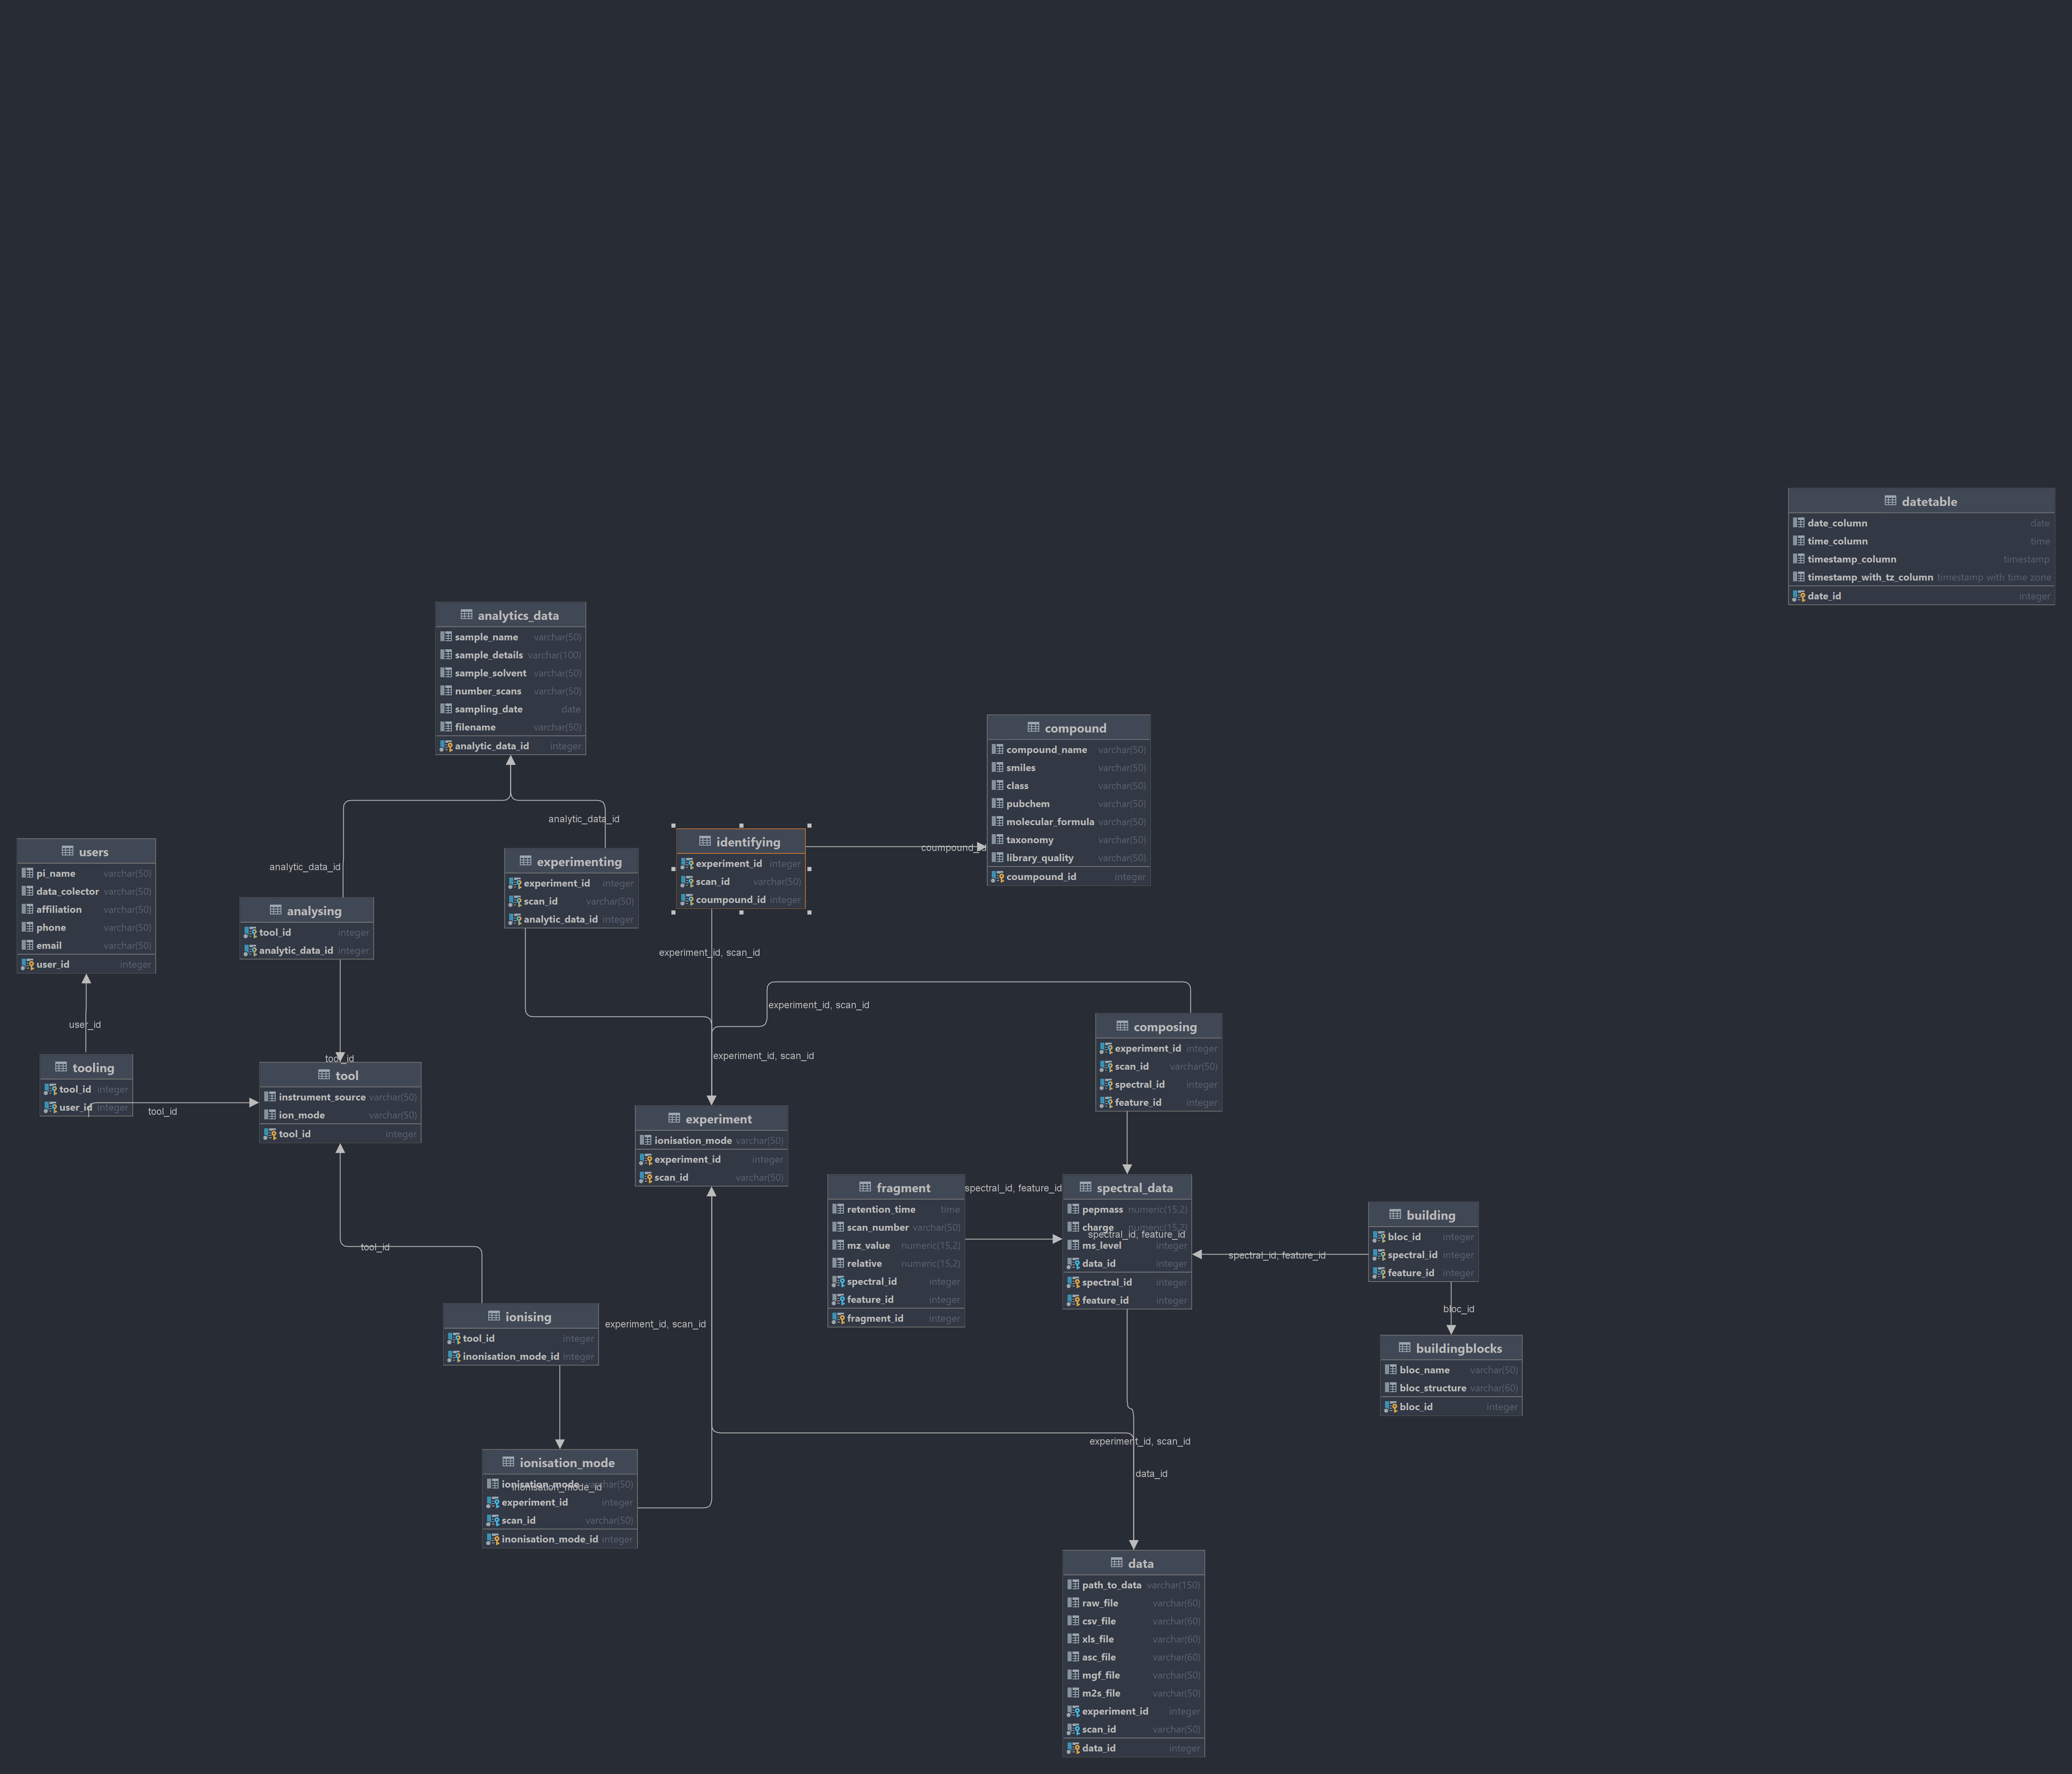 datetable
date_column date
time_column time
timestamp_column timestamp
timestamp_with_tz_column timestamp with time zone
date_id integer
analytics_data
sample_name varchar(50)
sample_details varchar(100)
sample_solvent varchar(50)
number_scans varchar(50)
sampling_date date
filename varchar(50)
analytic_data_id integer
compound
compound_name varchar(50)
smiles varchar(50)
class varchar(50)
pubchem varchar(50)
molecular_formula varchar(50)
taxonomy varchar(50)
library_quality varchar(50)
coumpound_id integer
analytic_data_id
identifying
experiment_id integer
scan_id varchar(50)
coumpound_id integer
coumpound_id
users
pi_name varchar(50)
data_colector varchar(50)
affiliation varchar(50)
phone varchar(50)
email varchar(50)
user_id integer
analytic_data_id
experimenting
experiment_id integer
scan_id varchar(50)
analytic_data_id integer
analysing
tool_id integer
analytic_data_id integer
experiment_id, scan_id
experiment_id, scan_id
user_id
composing
experiment_id integer
scan_id varchar(50)
spectral_id integer
feature_id integer
experiment_id, scan_id
tool_id
tooling
tool_id integer
user_id integer
tool_id
tool
instrument_source varchar(50)
ion_mode varchar(50)
tool_id integer
experiment
ionisation_mode varchar(50)
experiment_id integer
scan_id varchar(50)
fragment
retention_time time
scan_number varchar(50)
mz_value numeric(15,2)
relative numeric(15,2)
spectral_id integer
feature_id integer
fragment_id integer
spectral_id, feature_id
spectral_data
pepmass numeric(15,2)
charge numeric(15,2)
spectral_id, feature_id
ms_level integer
data_id integer
spectral_id integer
feature_id integer
building
bloc_id integer
spectral_id integer
feature_id integer
spectral_id, feature_id
tool_id
bloc_id
ionising
tool_id integer
inonisation_mode_id integer
experiment_id, scan_id
buildingblocks
bloc_name varchar(50)
bloc_structure varchar(60)
bloc_id integer
experiment_id, scan_id
data_id
ionisation_mode
ionisation_mode varchar(50)
inonisation_mode_id
experiment_id integer
scan_id varchar(50)
inonisation_mode_id integer
data
path_to_data varchar(150)
raw_file varchar(60)
csv_file varchar(60)
xls_file varchar(60)
asc_file varchar(60)
mgf_file varchar(50)
m2s_file varchar(50)
experiment_id integer
scan_id varchar(50)
data_id integer